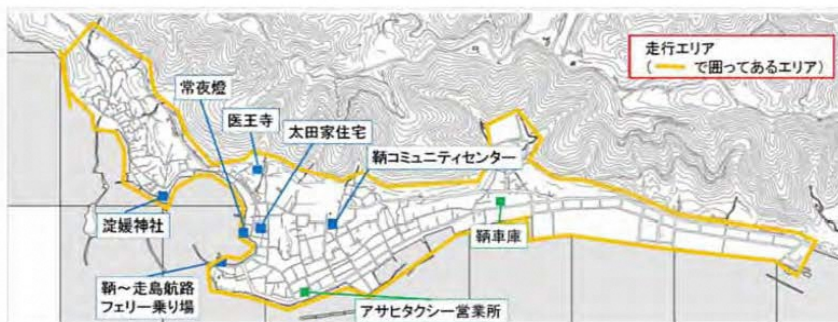 走行エリア
（ーで囲ってあるエリア）
常夜燈
医王寺
太田家住宅
鞆コミュニティセンター
淀媛神社
鞆車庫
鞆～走島航路
フェリー乗り場
アサヒタクシー営業所